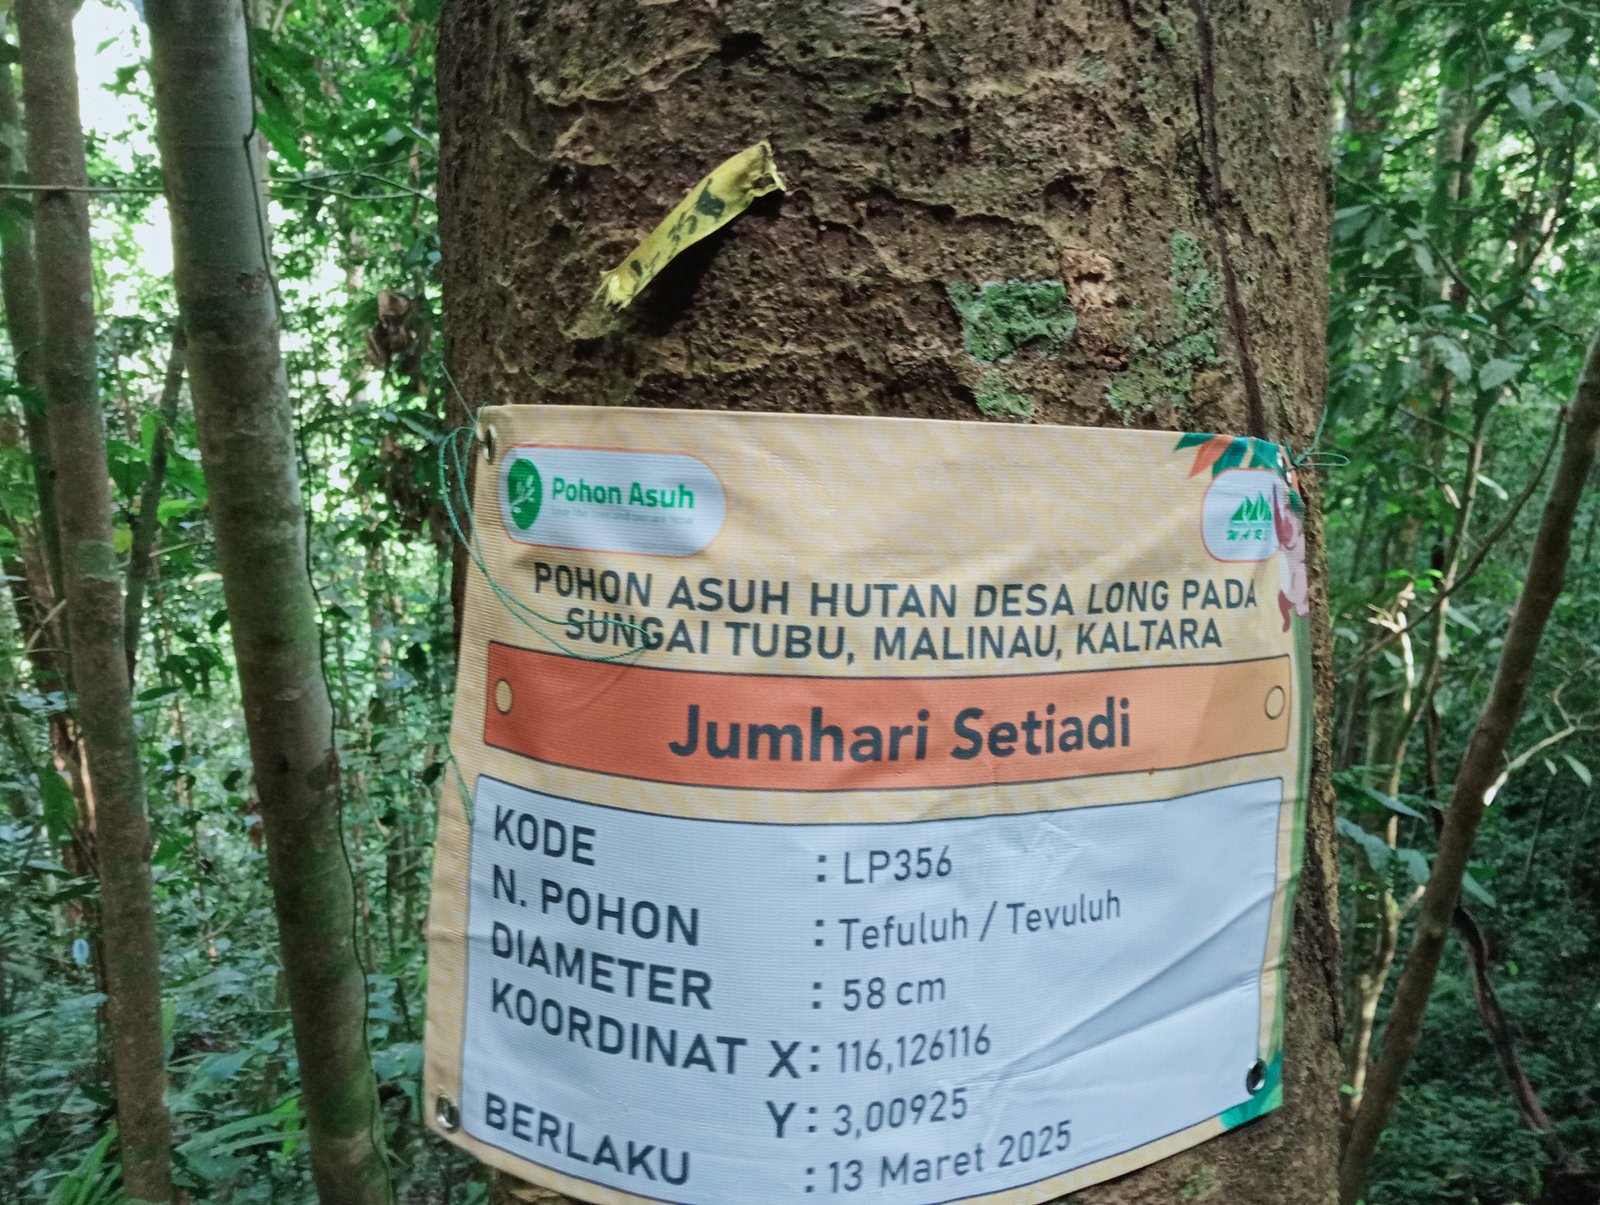 Pohon Asuh
WARSI
POHON ASUH HUTAN DESA LONG PADA
SUNGAI TUBU, MALINAU, KALTARA
Jumhari Setiadi
KODE : LP356
N. POHON : Tefuluh / Tevuluh
DIAMETER : 58 cm
KOORDINAT X : 116,126116
Y : 3,00925
BERLAKU : 13 Maret 2025